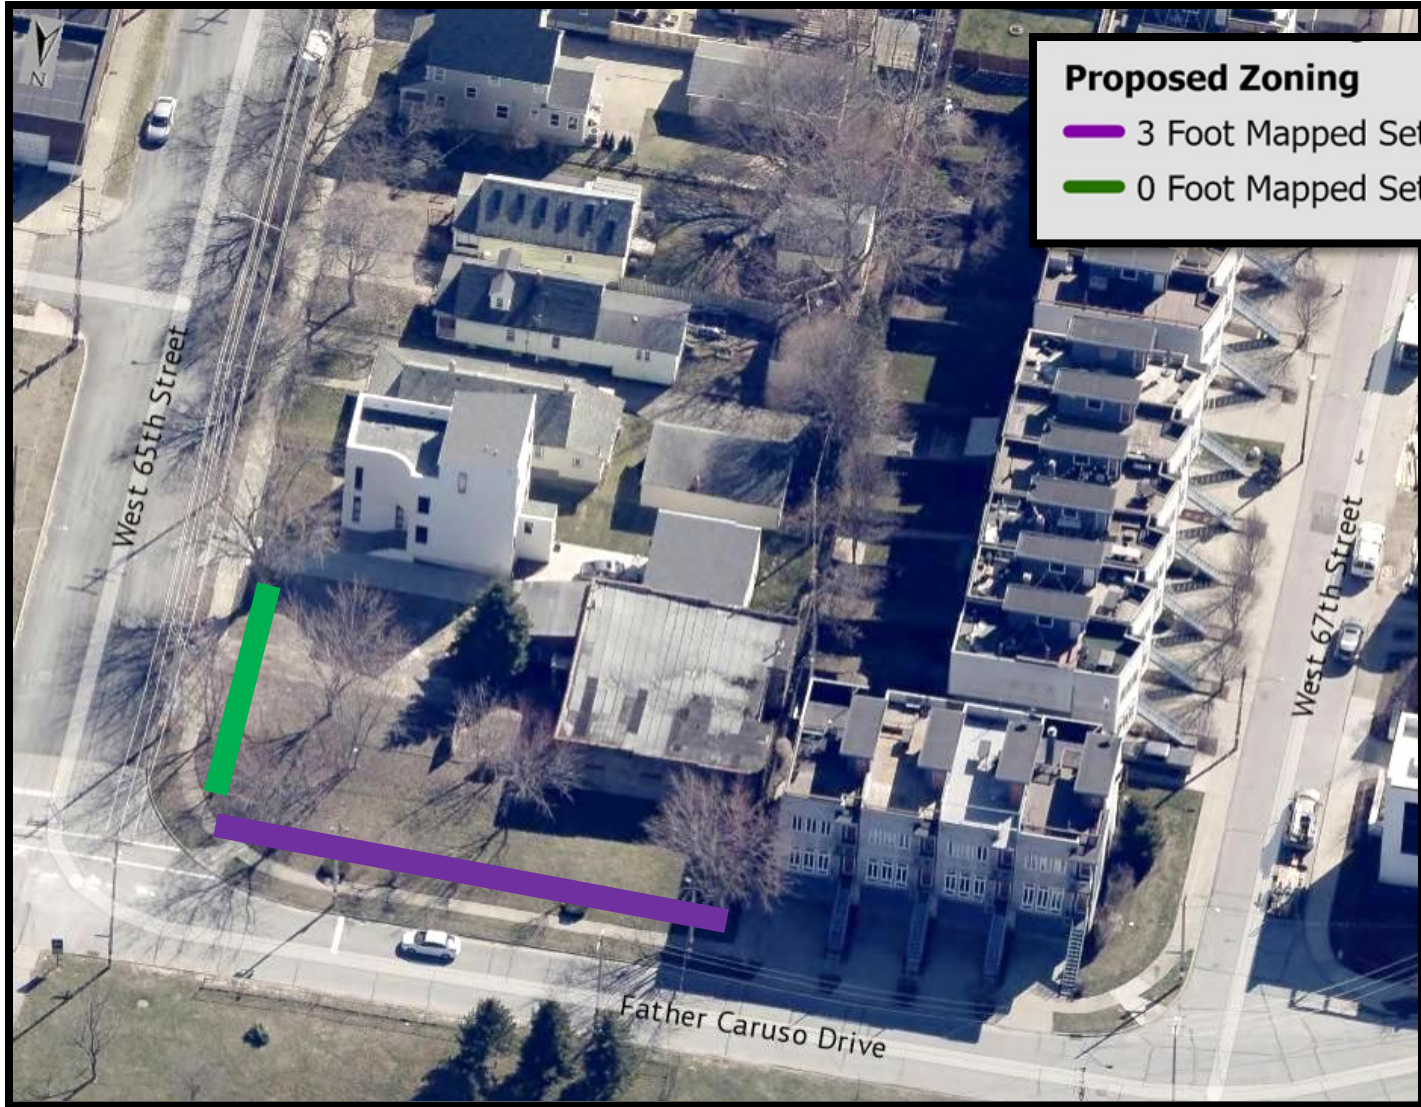 N
Proposed Zoning
3 Foot Mapped Set
0 Foot Mapped Set
West 65th Street
West 67th Street
Father Caruso Drive